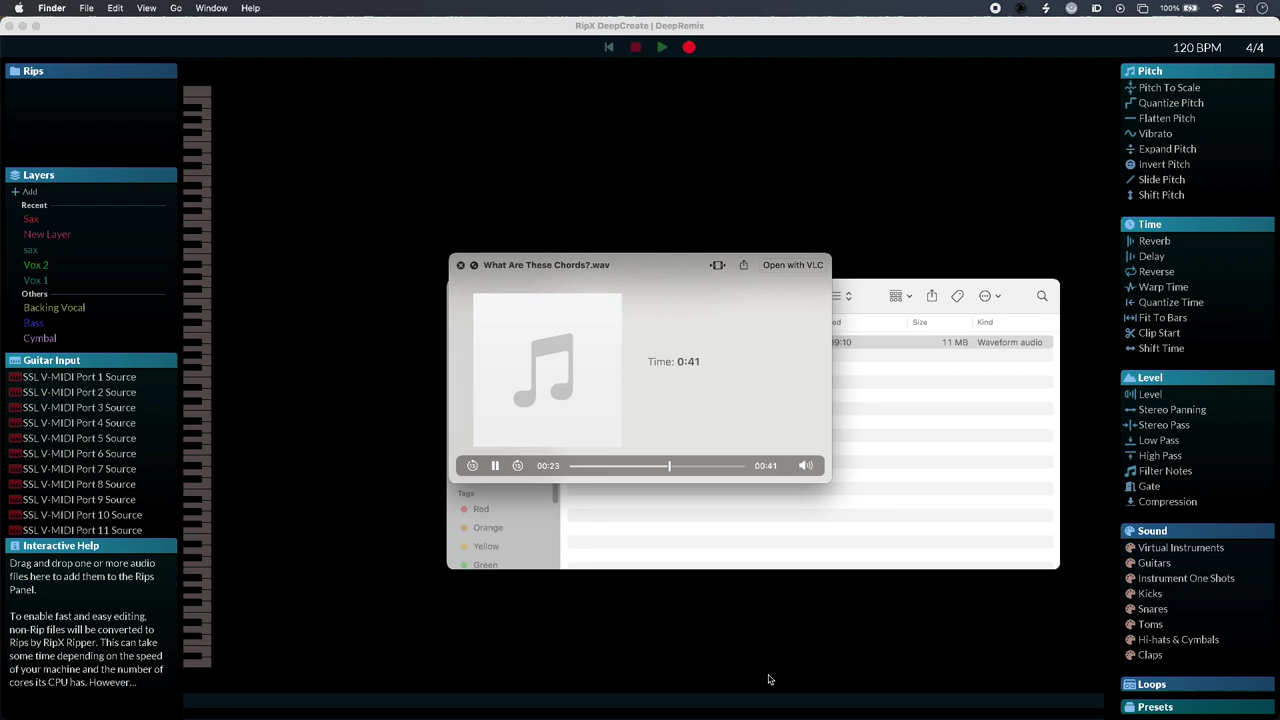 Finder File Edit View Go Window Help
100%
RipX DeepCreate | DeepRemix
120 BPM 4/4
Rips
Layers
Add
Recent
Sax
New Layer
sax
Vox 2
Vox 1
Others
Backing Vocal
Bass
Cymbal
Guitar Input
SSL V-MIDI Port 1 Source
SSL V-MIDI Port 2 Source
SSL V-MIDI Port 3 Source
SSL V-MIDI Port 4 Source
SSL V-MIDI Port 5 Source
SSL V-MIDI Port 6 Source
SSL V-MIDI Port 7 Source
SSL V-MIDI Port 8 Source
SSL V-MIDI Port 9 Source
SSL V-MIDI Port 10 Source
SSL V-MIDI Port 11 Source
Interactive Help
Drag and drop one or more audio
files here to add them to the Rips
Panel.
To enable fast and easy editing,
non-Rip files will be converted to
Rips by RipX Ripper. This can take
some time depending on the speed
of your machine and the number of
cores its CPU has. However...
What Are These Chords?.wav
Open with VLC
Time: 0:41
15
15
00:23
00:41
Size
Kind
11 MB
Waveform audio
Tags
Red
Orange
Yellow
Green
Pitch
Pitch To Scale
Quantize Pitch
Flatten Pitch
Vibrato
Expand Pitch
Invert Pitch
Slide Pitch
Shift Pitch
Time
Reverb
Delay
Reverse
Warp Time
Quantize Time
Fit To Bars
Clip Start
Shift Time
Level
Level
Stereo Panning
Stereo Pass
Low Pass
High Pass
Filter Notes
Gate
Compression
Sound
Virtual Instruments
Guitars
Instrument One Shots
Kicks
Snares
Toms
Hi-hats & Cymbals
Claps
Loops
Presets